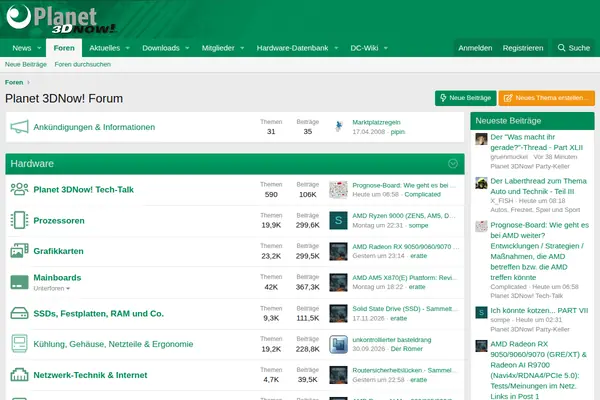 Planet
3DNOW!
News
Foren
Aktuelles
Downloads
Mitglieder
Hardware-Datenbank
DC-Wiki
Anmelden
Registrieren
Suche
Neue Beiträge
Foren durchsuchen
Foren
Planet 3DNow! Forum
Neue Beiträge
Neues Thema erstellen...
Ankündigungen & Informationen
Themen
31
Beiträge
35
Marktplatzregeln
17.04.2008 · pipin
Hardware
Planet 3DNow! Tech-Talk
Themen
590
Beiträge
106K
Prognose-Board: Wie geht es bei ...
Heute um 06:58 · Complicated
Prozessoren
Themen
19,9K
Beiträge
299,6K
AMD Ryzen 9000 (ZEN5, AM5, D...
Montag um 22:31 · sompe
Grafikkarten
Themen
23,2K
Beiträge
299,5K
AMD Radeon RX 9050/9060/9070 ...
Gestern um 23:14 · eratte
Mainboards
Unterforen
Themen
42K
Beiträge
367,3K
AMD AM5 X870(E) Platform: Revi...
Montag um 18:22 · eratte
SSDs, Festplatten, RAM und Co.
Themen
9,3K
Beiträge
111,5K
Solid State Drive (SSD) - Sammelt...
17.11.2026 · eratte
Kühlung, Gehäuse, Netzteile & Ergonomie
Themen
19,2K
Beiträge
228,8K
unkontrollierter basteldrang
30.09.2026 · Der Römer
Netzwerk-Technik & Internet
Themen
4,7K
Beiträge
39,5K
Routersicherheitslücken - Sammel...
Gestern um 22:58 · eratte
Themen
Beiträge
Neueste Beiträge
Der "Was macht ihr gerade?"-Thread - Part XLII
gruenmuckel · Vor 38 Minuten
Planet 3DNow! Party-Keller
Der Laberthread zum Thema Auto und Technik - Teil III
X_FISH · Heute um 08:18
Autos, Freizeit, Spiel und Sport
Prognose-Board: Wie geht es bei AMD weiter? Entwicklungen / Strategien / Maßnahmen, die AMD betreffen bzw. die AMD treffen könnte
Complicated · Heute um 06:58
Planet 3DNow! Tech-Talk
Ich könnte kotzen... PART VII
sompe · Heute um 02:31
Planet 3DNow! Party-Keller
AMD Radeon RX 9050/9060/9070 (GRE/XT) & Radeon AI R9700 (Navi4x/RDNA4/PCIe 5.0): Tests/Meinungen im Netz. Links in Post 1